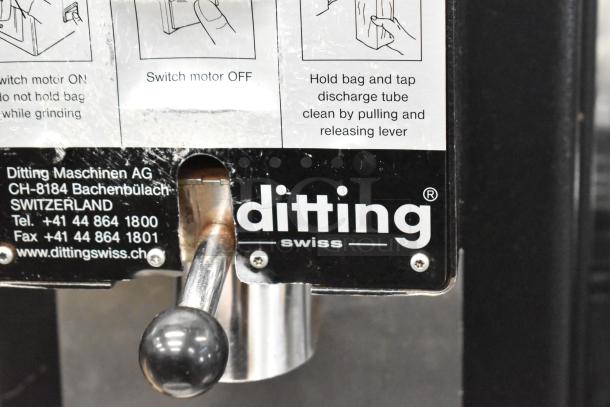 witch motor ON
do not hold bag
while grinding
Switch motor OFF
Hold bag and tap
discharge tube
clean by pulling and
releasing lever
Ditting Maschinen AG
CH-8184 Bachenbülach
SWITZERLAND
Tel. +41 44 864 1800
Fax +41 44 864 1801
www.dittingswiss.ch
ditting®
swiss